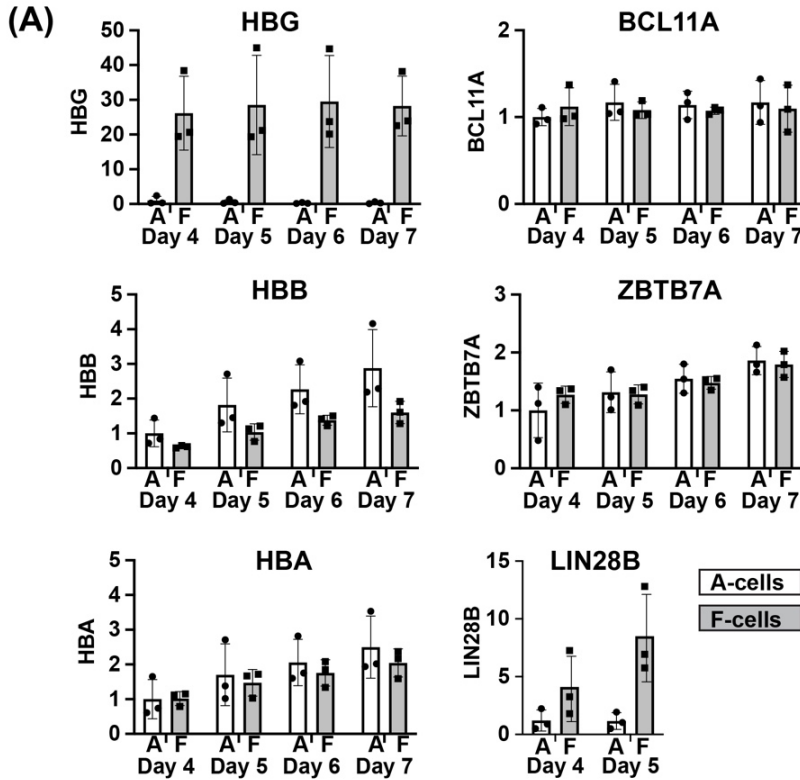 (A)
HBG
HBG
50
40
30
20
10
0
A F A F A F A F
Day 4 Day 5 Day 6 Day 7
BCL11A
BCL11A
2
1
0
A F A F A F A F
Day 4 Day 5 Day 6 Day 7
HBB
HBB
5
4
3
2
1
0
A F A F A F A F
Day 4 Day 5 Day 6 Day 7
ZBTB7A
ZBTB7A
3
2
1
0
A F A F A F A F
Day 4 Day 5 Day 6 Day 7
HBA
HBA
5
4
3
2
1
0
A F A F A F A F
Day 4 Day 5 Day 6 Day 7
LIN28B
LIN28B
15
10
5
0
A F A F
Day 4 Day 5
A-cells
F-cells